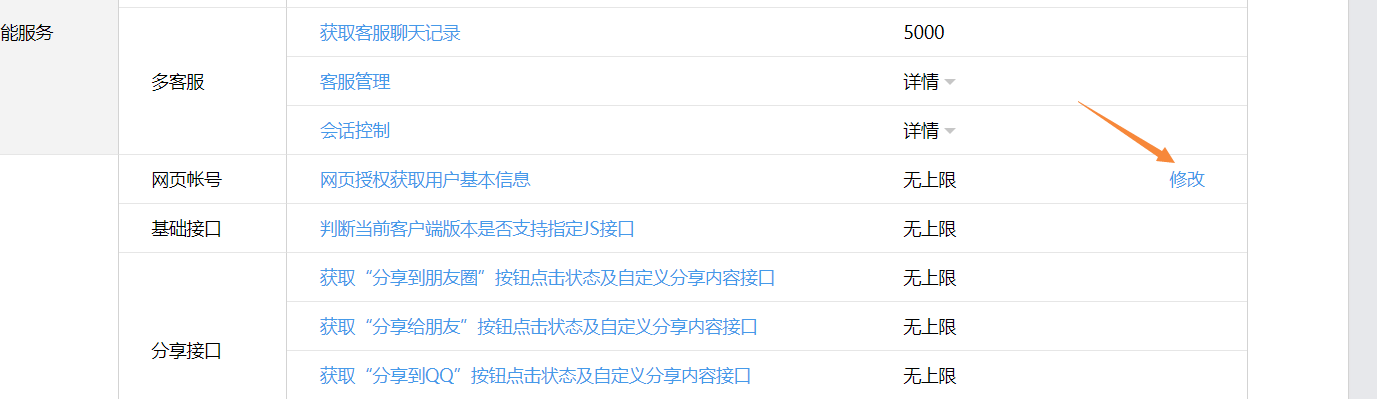 能服务
获取客服聊天记录 5000
多客服
客服管理 详情
会话控制 详情
网页帐号 网页授权获取用户基本信息 无上限 修改
基础接口 判断当前客户端版本是否支持指定JS接口 无上限
获取“分享到朋友圈”按钮点击状态及自定义分享内容接口 无上限
获取“分享给朋友”按钮点击状态及自定义分享内容接口 无上限
分享接口
获取“分享到QQ”按钮点击状态及自定义分享内容接口 无上限